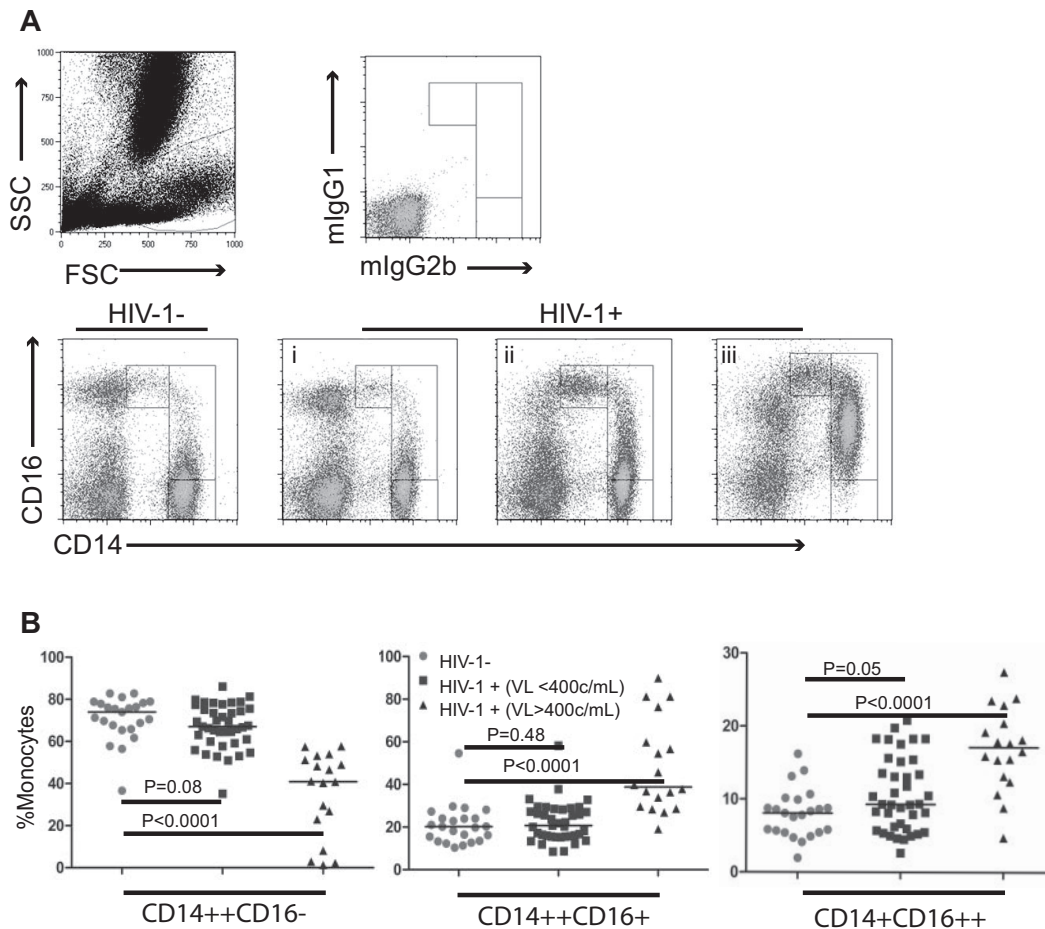 A
1000
750
500
250
0
SSC
0 250 500 750 1000
FSC
mIgG1
mIgG2b
HIV-1-
HIV-1+
i
ii
iii
CD16
CD14
B
%Monocytes
100
80
60
40
20
0
P=0.08
P<0.0001
CD14++CD16-
100
80
60
40
20
0
HIV-1-
HIV-1 + (VL <400c/mL)
HIV-1 + (VL>400c/mL)
P=0.48
P<0.0001
CD14++CD16+
30
20
10
0
P=0.05
P<0.0001
CD14+CD16++